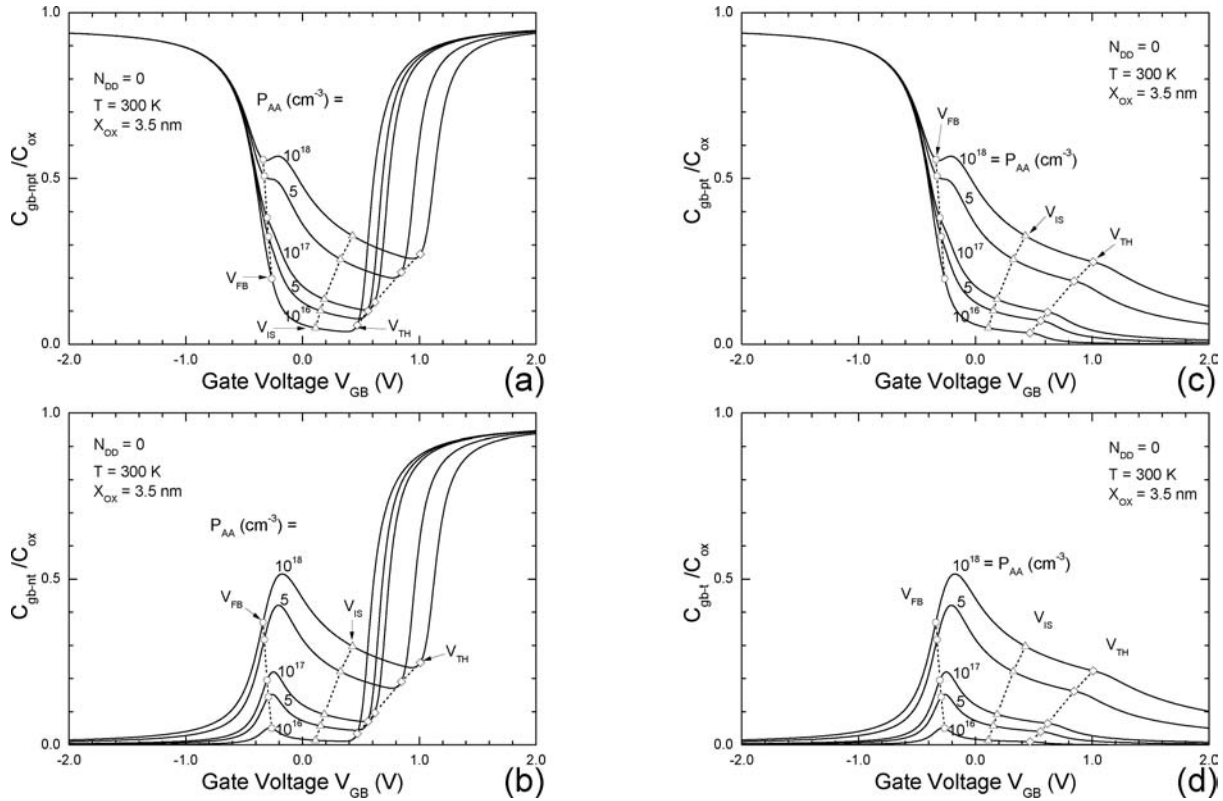 1.0
N_DD = 0
T = 300 K
X_OX = 3.5 nm
P_AA (cm^-3) =
10^18
5
10^17
5
10^16
V_FB
V_IS
V_TH
C_gb-npt /C_ox
0.5
0.0
-2.0 -1.0 0.0 1.0 2.0
Gate Voltage V_GB (V)
(a)
1.0
N_DD = 0
T = 300 K
X_OX = 3.5 nm
V_FB
10^18 = P_AA (cm^-3)
5
V_IS
V_TH
10^17
5
10^16
C_gb-pt /C_ox
0.5
0.0
-2.0 -1.0 0.0 1.0 2.0
Gate Voltage V_GB (V)
(c)
1.0
N_DD = 0
T = 300 K
X_OX = 3.5 nm
P_AA (cm^-3) =
10^18
V_FB
5
V_IS
V_TH
10^17
5
10^16
C_gb-nt /C_ox
0.5
0.0
-2.0 -1.0 0.0 1.0 2.0
Gate Voltage V_GB (V)
(b)
1.0
N_DD = 0
T = 300 K
X_OX = 3.5 nm
10^18 = P_AA (cm^-3)
V_FB
5
V_IS
V_TH
10^17
5
10^16
C_gb-t /C_ox
0.5
0.0
-2.0 -1.0 0.0 1.0 2.0
Gate Voltage V_GB (V)
(d)